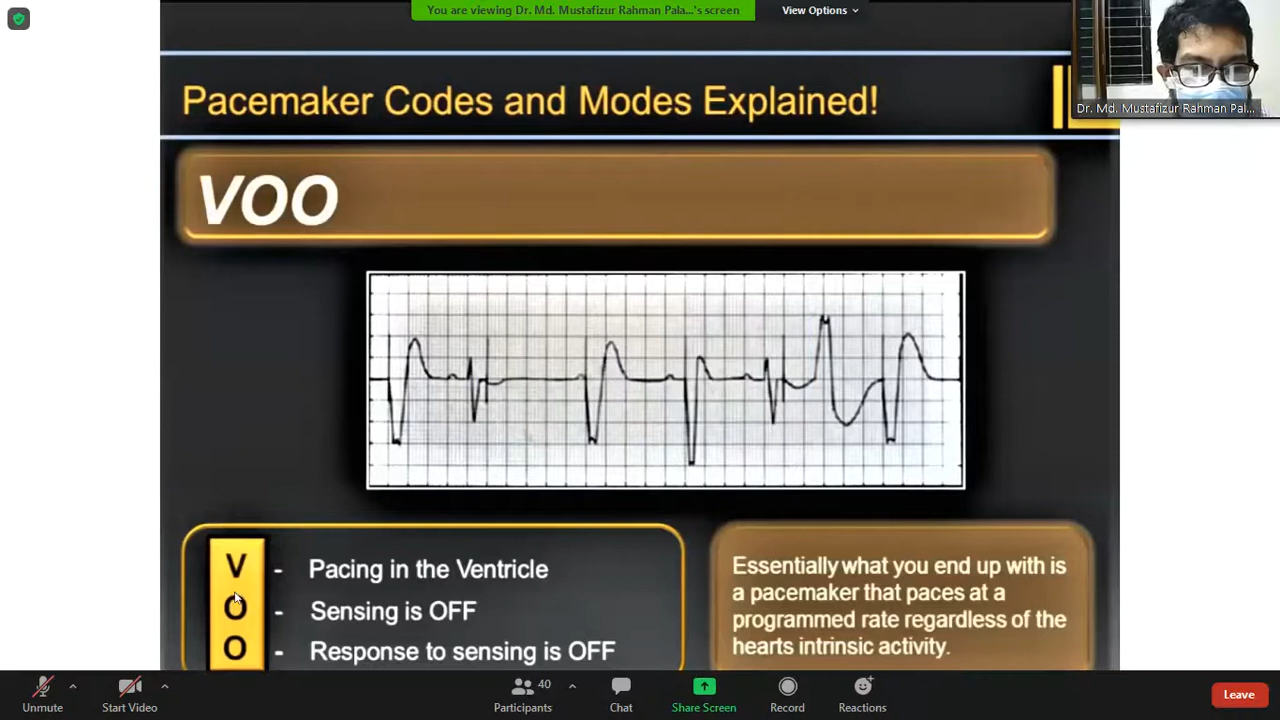 You are viewing Dr. Md. Mustafizur Rahman Pala...'s screen
View Options
Dr. Md. Mustafizur Rahman Pal...
Pacemaker Codes and Modes Explained!
VOO
V - Pacing in the Ventricle
O - Sensing is OFF
O - Response to sensing is OFF
Essentially what you end up with is
a pacemaker that paces at a
programmed rate regardless of the
hearts intrinsic activity.
Unmute
Start Video
40
Participants
Chat
Share Screen
Record
Reactions
Leave